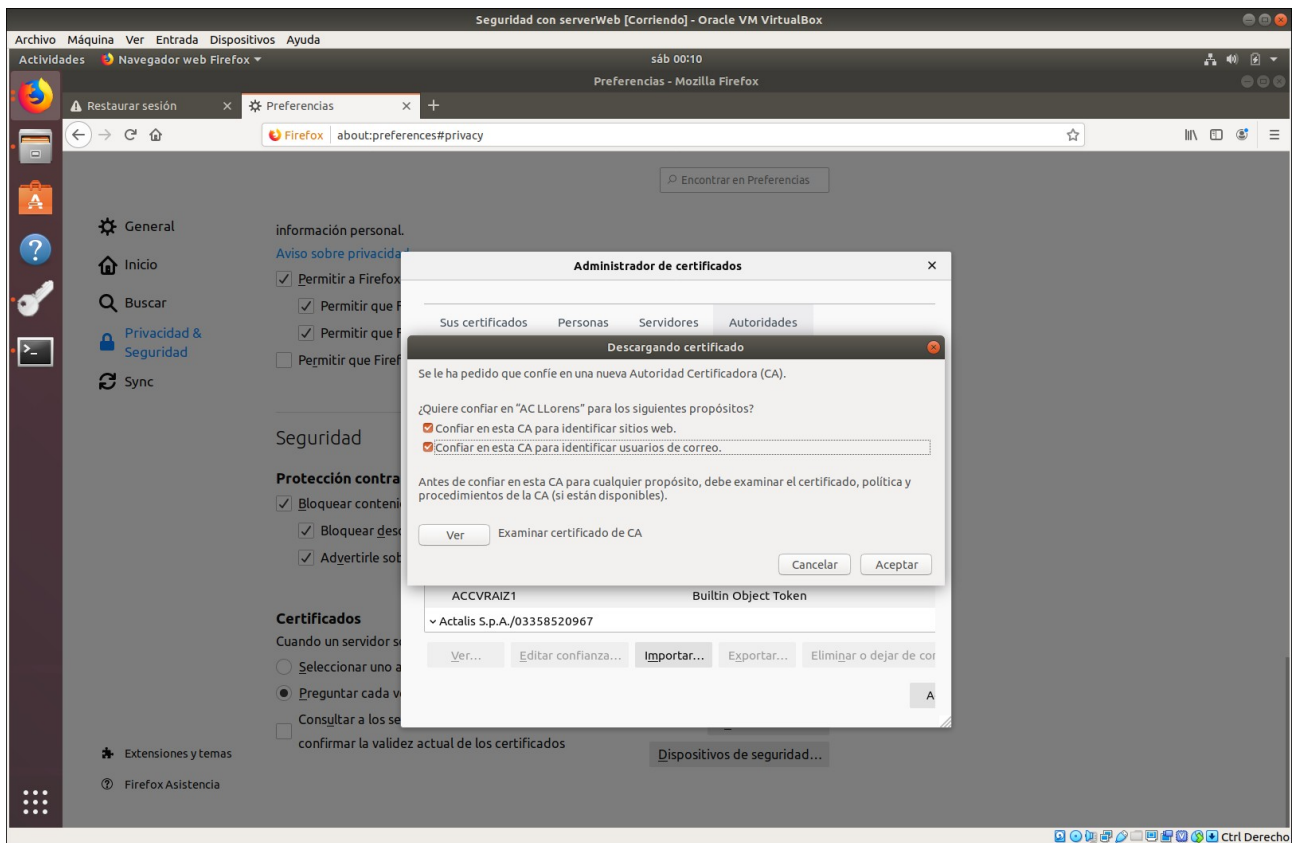 Seguridad con serverWeb [Corriendo] - Oracle VM VirtualBox
Archivo Máquina Ver Entrada Dispositivos Ayuda
Actividades Navegador web Firefox sáb 00:10
Preferencias - Mozilla Firefox
Restaurar sesión Preferencias
Firefox about:preferences#privacy
Encontrar en Preferencias
General
Inicio
Buscar
Privacidad & Seguridad
Sync
Extensiones y temas
Firefox Asistencia
información personal.
Aviso sobre privacida
Permitir a Firefox
Permitir que F
Permitir que F
Permitir que Firef
Seguridad
Protección contra
Bloquear conteni
Bloquear desc
Advertirle sob
Certificados
Cuando un servidor so
Seleccionar uno a
Preguntar cada v
Consultar a los se
confirmar la validez actual de los certificados
Dispositivos de seguridad...
Administrador de certificados
Sus certificados Personas Servidores Autoridades
Descargando certificado
Se le ha pedido que confíe en una nueva Autoridad Certificadora (CA).
¿Quiere confiar en "AC LLorens" para los siguientes propósitos?
Confiar en esta CA para identificar sitios web.
Confiar en esta CA para identificar usuarios de correo.
Antes de confiar en esta CA para cualquier propósito, debe examinar el certificado, política y
procedimientos de la CA (si están disponibles).
Ver Examinar certificado de CA
Cancelar Aceptar
ACCVRAIZ1 Builtin Object Token
Actalis S.p.A./03358520967
Ver... Editar confianza... Importar... Exportar... Eliminar o dejar de con
A
Ctrl Derecho